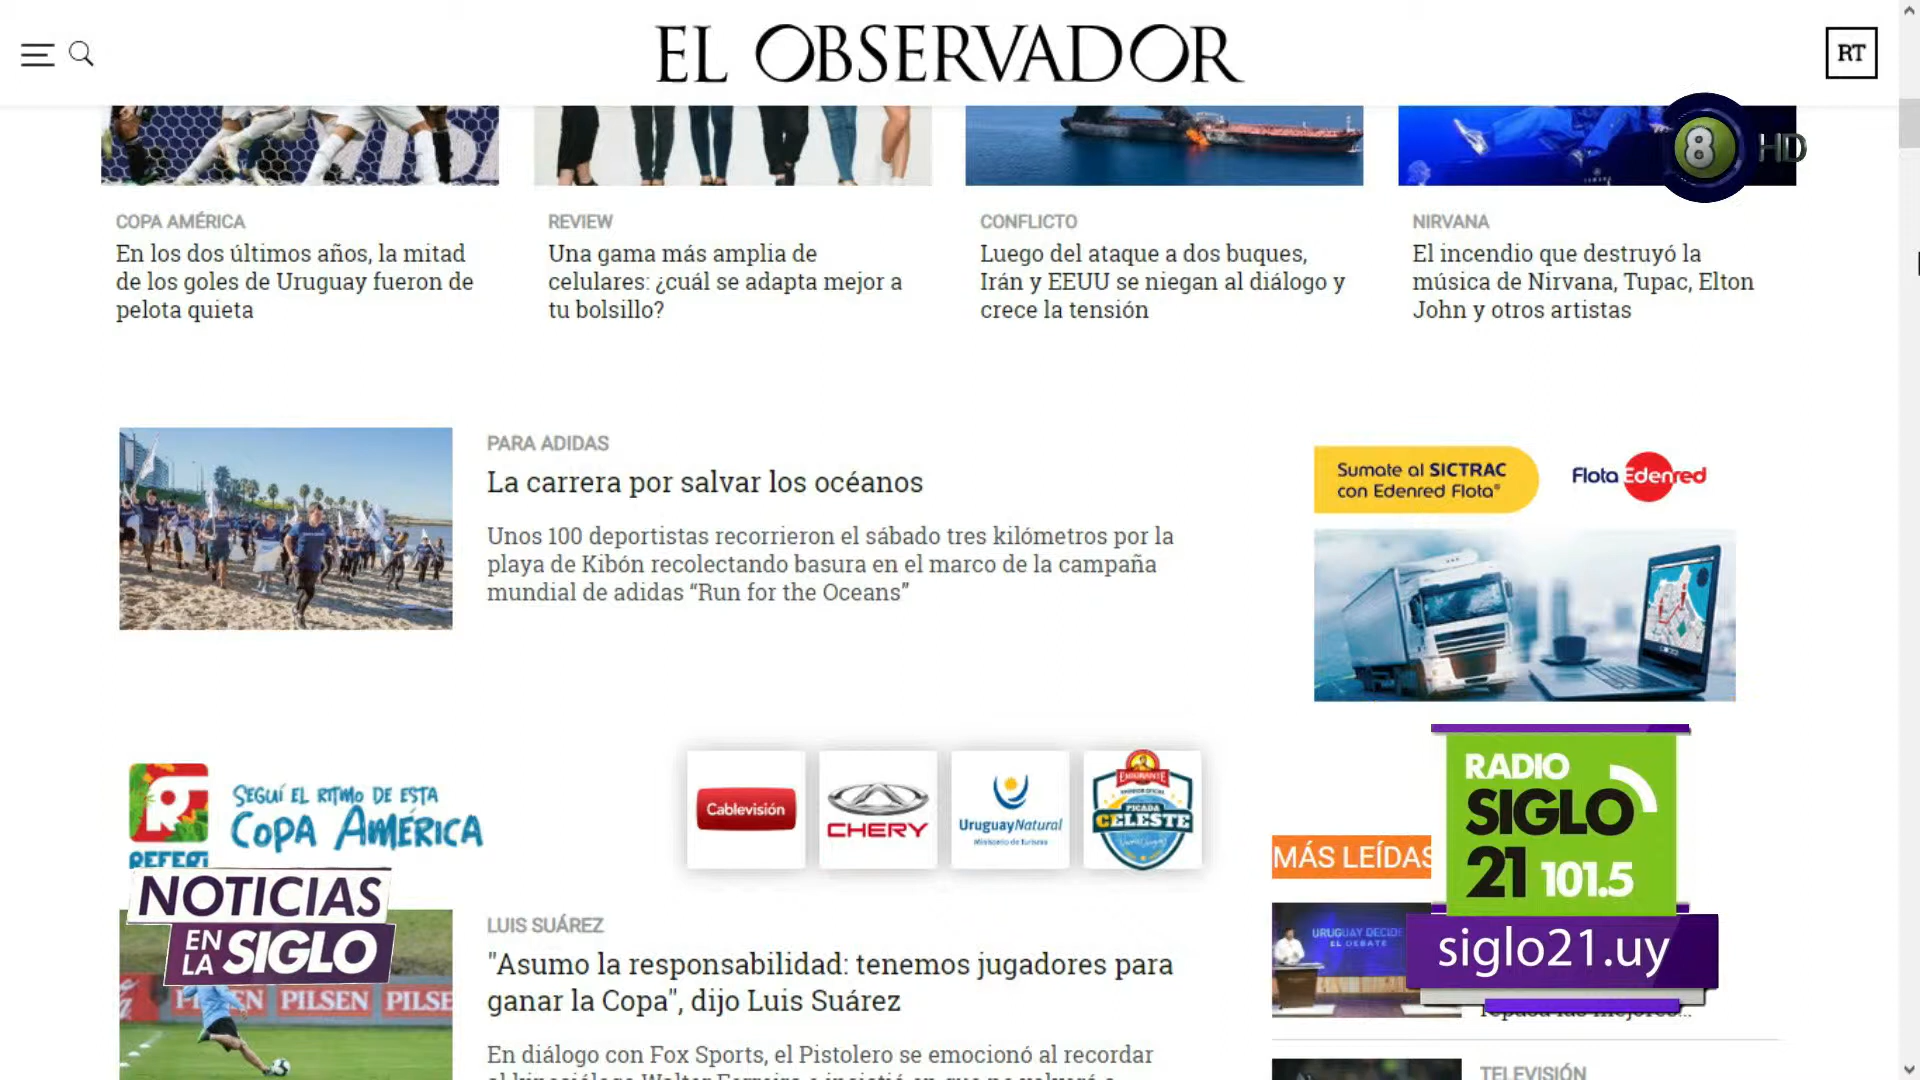 EL OBSERVADOR
RT
8 HD
COPA AMÉRICA
En los dos últimos años, la mitad
de los goles de Uruguay fueron de
pelota quieta
REVIEW
Una gama más amplia de
celulares: ¿cuál se adapta mejor a
tu bolsillo?
CONFLICTO
Luego del ataque a dos buques,
Irán y EEUU se niegan al diálogo y
crece la tensión
NIRVANA
El incendio que destruyó la
música de Nirvana, Tupac, Elton
John y otros artistas
PARA ADIDAS
La carrera por salvar los océanos
Unos 100 deportistas recorrieron el sábado tres kilómetros por la
playa de Kibón recolectando basura en el marco de la campaña
mundial de adidas “Run for the Oceans”
Sumate al SICTRAC
con Edenred Flota®
Flota Edenred
R
REFERÍ
SEGUÍ EL RITMO DE ESTA
COPA AMÉRICA
Cablevisión
CHERY
Uruguay Natural
Ministerio de Turismo
EMIGRANTE
PICADA
CELESTE
MÁS LEÍDAS
RADIO
SIGLO
21 101.5
siglo21.uy
NOTICIAS
EN LA SIGLO
PILSEN
PILSEN
LUIS SUÁREZ
"Asumo la responsabilidad: tenemos jugadores para
ganar la Copa", dijo Luis Suárez
En diálogo con Fox Sports, el Pistolero se emocionó al recordar
URUGUAY DECIDE
EL DEBATE
TELEVISIÓN